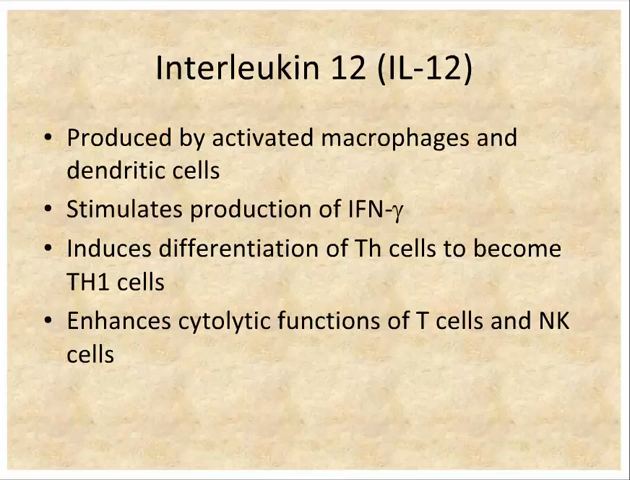 Interleukin 12 (IL-12)
• Produced by activated macrophages and
dendritic cells
• Stimulates production of IFN-γ
• Induces differentiation of Th cells to become
TH1 cells
• Enhances cytolytic functions of T cells and NK
cells